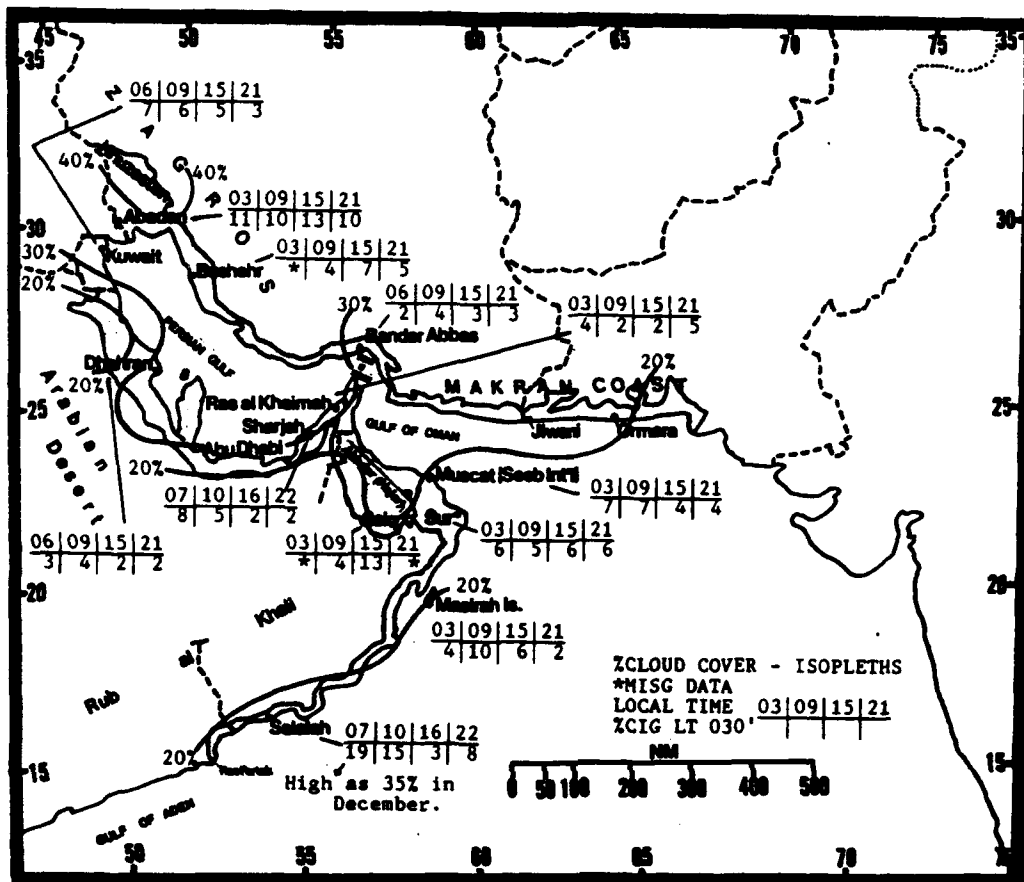 45 50 55 60 65 70 75 35
35
Z A R O S
06 09 15 21
7 6 5 3
40%
40%
03 09 15 21
11 10 13 10
Abadan
30
30
Kuwait
30%
20%
Bushehr
03 09 15 21
* 4 7 5
PERSIAN GULF
30%
06 09 15 21
2 4 3 3
Bandar Abbas
03 09 15 21
4 2 2 5
20%
Dhahran
20%
MAKRAN COAST
Ras al Khaimah
Sharjah
Abu Dhabi
GULF OF OMAN
Jiwani
Ormara
25
25
Arabian Desert
20%
07 10 16 22
8 5 2 2
Muscat (Seeb Int'l)
03 09 15 21
7 7 4 4
Sur
03 09 15 21
6 5 6 6
06 09 15 21
3 4 2 2
03 09 15 21
* 4 13 *
20
20
20%
Masirah Is.
03 09 15 21
4 10 6 2
Rub al Khali
%CLOUD COVER - ISOPLETHS
*MISG DATA
LOCAL TIME 03 09 15 21
%CIG LT 030'
Salalah
07 10 16 22
19 15 3 8
20%
High as 35% in
December.
NM
0 50 100 200 300 400 500
15
15
GULF OF ADEN
50 55 60 65 70 75